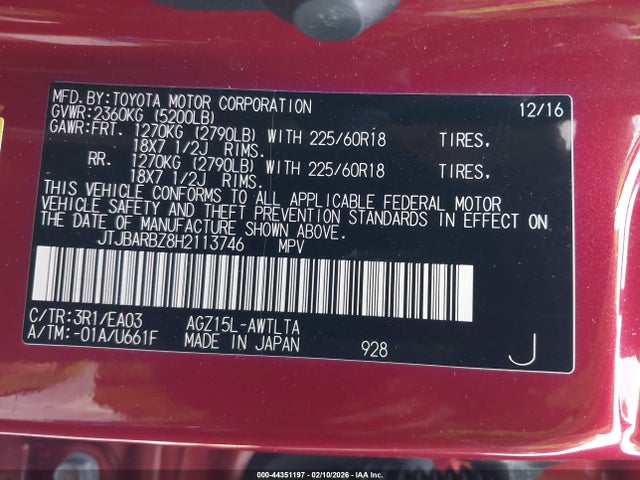 MFD.BY:TOYOTA MOTOR CORPORATION 12/16
GVWR:2360KG (5200LB)
GAWR:FRT. 1270KG (2790LB) WITH 225/60R18 TIRES.
18X7 1/2J RIMS.
RR. 1270KG (2790LB) WITH 225/60R18 TIRES.
18X7 1/2J RIMS.
THIS VEHICLE CONFORMS TO ALL APPLICABLE FEDERAL MOTOR
VEHICLE SAFETY AND THEFT PREVENTION STANDARDS IN EFFECT ON
THE DATE OF MANUFACTURE SHOWN ABOVE.
JTJBARBZ8H2113746 MPV
C/TR:3R1/EA03 AGZ15L-AWTLTA
A/TM:-01A/U661F MADE IN JAPAN 928 J
000-44351197 - 02/10/2026 - IAA Inc.